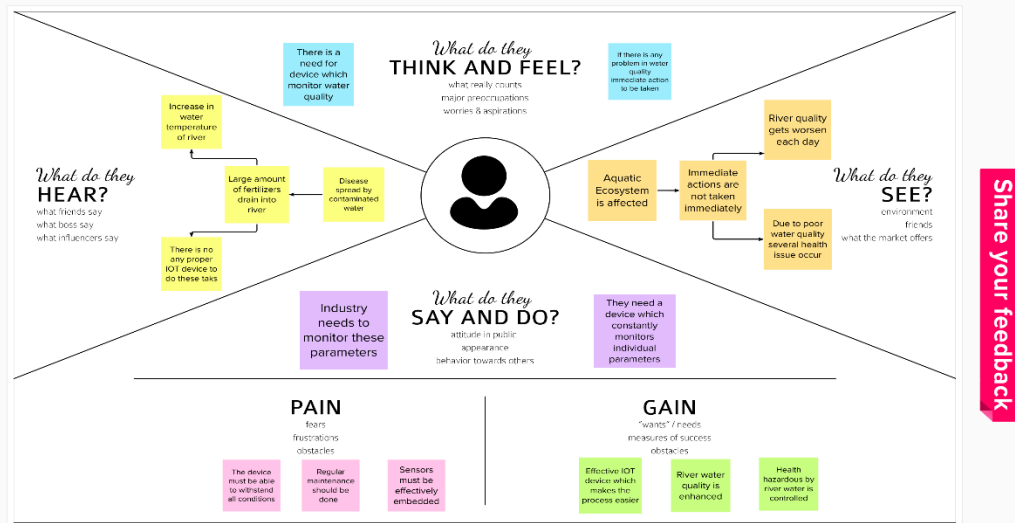 What do they
THINK AND FEEL?
what really counts
major preoccupations
worries & aspirations
There is a
need for
device which
monitor water
quality
If there is any
problem in water
quality
immediate action
to be taken
What do they
HEAR?
what friends say
what boss say
what influencers say
Increase in
water
temperature
of river
Large amount
of fertilizers
drain into
river
Disease
spread by
contaminated
water
There is no
any proper
IOT device to
do these taks
What do they
SEE?
environment
friends
what the market offers
Aquatic
Ecosystem
is affected
Immediate
actions are
not taken
immediately
River quality
gets worsen
each day
Due to poor
water quality
several health
issue occur
What do they
SAY AND DO?
attitude in public
appearance
behavior towards others
Industry
needs to
monitor these
parameters
They need a
device which
constantly
monitors
individual
parameters
PAIN
fears
frustrations
obstacles
The device
must be able
to withstand
all conditions
Regular
maintenance
should be
done
Sensors
must be
effectively
embedded
GAIN
"wants" / needs
measures of success
obstacles
Effective IOT
device which
makes the
process easier
River water
quality is
enhanced
Health
hazardous by
river water is
controlled
Share your feedback